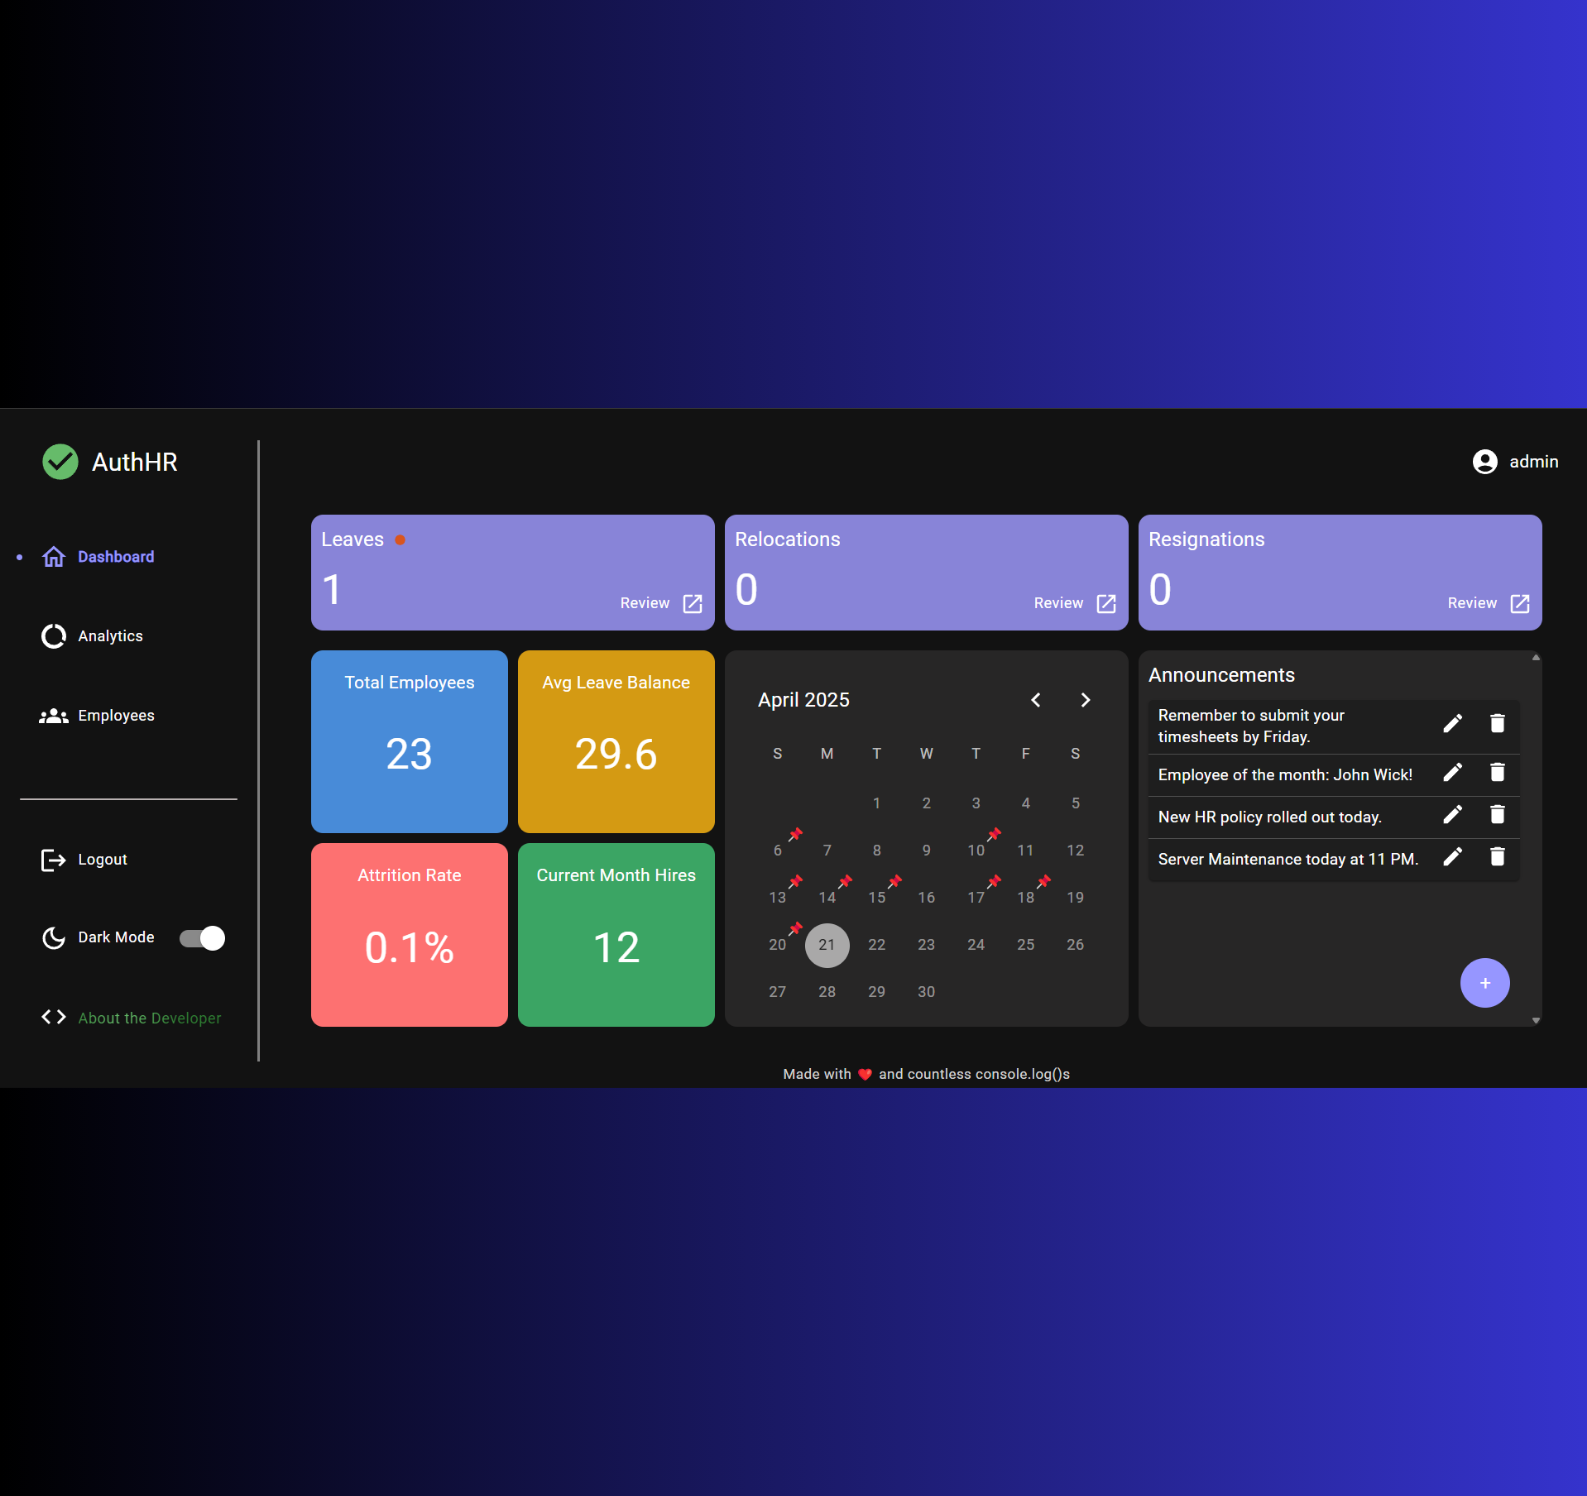 AuthHR
admin
Dashboard
Analytics
Employees
Logout
Dark Mode
About the Developer
Leaves
1
Review
Relocations
0
Review
Resignations
0
Review
Total Employees
23
Avg Leave Balance
29.6
Attrition Rate
0.1%
Current Month Hires
12
April 2025
S M T W T F S
1 2 3 4 5
6 7 8 9 10 11 12
13 14 15 16 17 18 19
20 21 22 23 24 25 26
27 28 29 30
Announcements
Remember to submit your
timesheets by Friday.
Employee of the month: John Wick!
New HR policy rolled out today.
Server Maintenance today at 11 PM.
+
Made with ❤️ and countless console.log()s